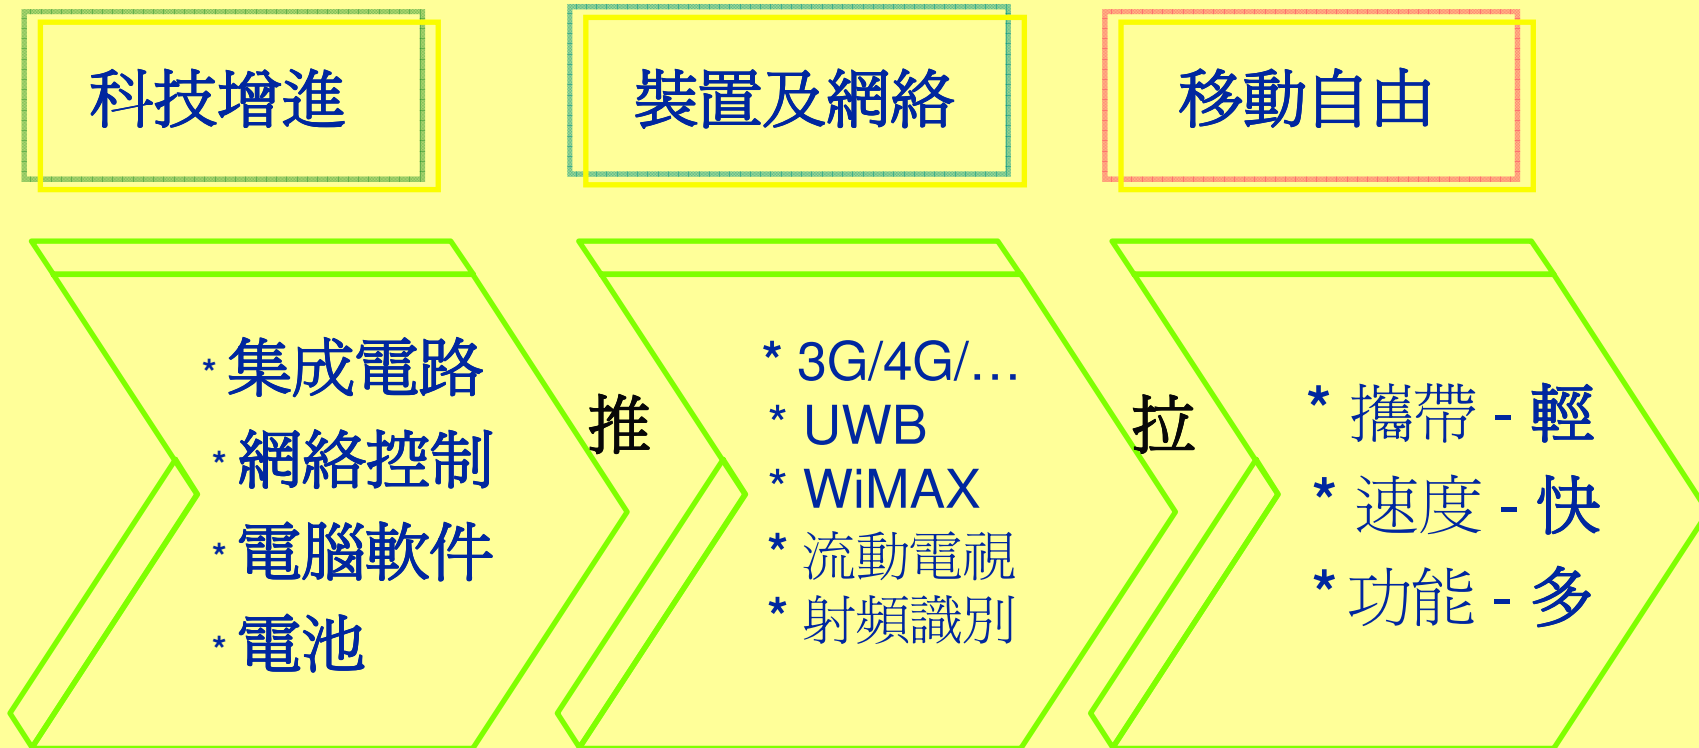 科技增進
裝置及網絡
移動自由
* 集成電路
* 網絡控制
* 電腦軟件
* 電池
推
* 3G/4G/…
* UWB
* WiMAX
* 流動電視
* 射頻識別
拉
* 攜帶 - 輕
* 速度 - 快
* 功能 - 多